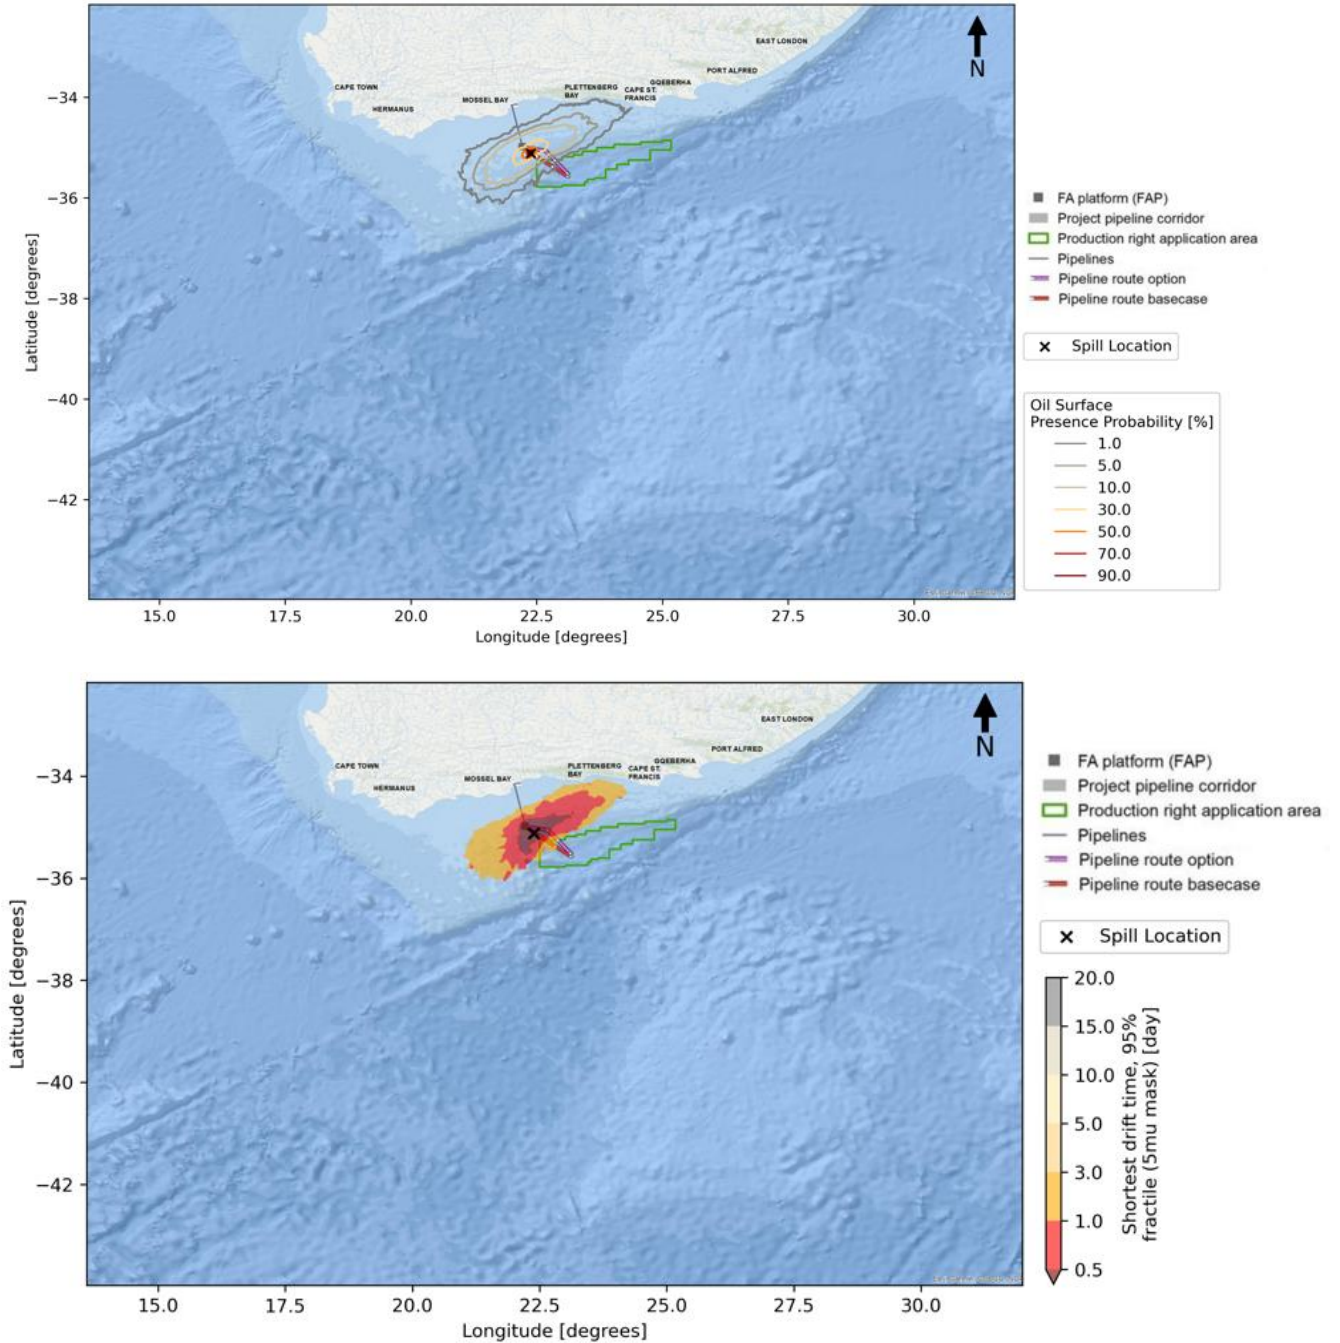 EAST LONDON
PORT ALFRED
GQEBERHA
CAPE ST.
FRANCIS
PLETTENBERG
BAY
MOSSEL BAY
CAPE TOWN
HERMANUS
N
−34
−36
−38
−40
−42
Latitude [degrees]
15.0 17.5 20.0 22.5 25.0 27.5 30.0
Longitude [degrees]
FA platform (FAP)
Project pipeline corridor
Production right application area
Pipelines
Pipeline route option
Pipeline route basecase
Spill Location
Oil Surface
Presence Probability [%]
1.0
5.0
10.0
30.0
50.0
70.0
90.0
EAST LONDON
PORT ALFRED
GQEBERHA
CAPE ST.
FRANCIS
PLETTENBERG
BAY
MOSSEL BAY
CAPE TOWN
HERMANUS
N
−34
−36
−38
−40
−42
Latitude [degrees]
15.0 17.5 20.0 22.5 25.0 27.5 30.0
Longitude [degrees]
FA platform (FAP)
Project pipeline corridor
Production right application area
Pipelines
Pipeline route option
Pipeline route basecase
Spill Location
20.0
15.0
10.0
5.0
3.0
1.0
0.5
Shortest drift time, 95%
fractile (5mu mask) [day]